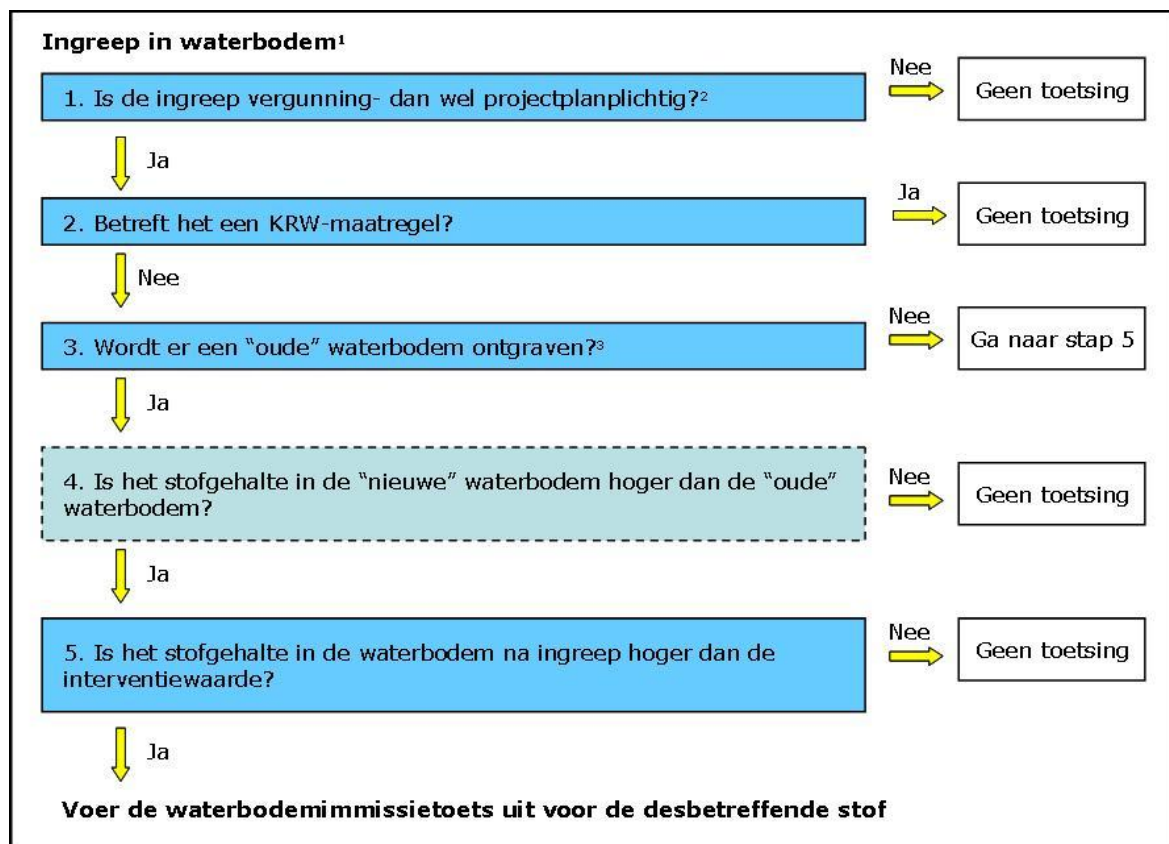 Ingreep in waterbodem¹
1. Is de ingreep vergunning- dan wel projectplanplichtig?²
Nee
Geen toetsing
Ja
2. Betreft het een KRW-maatregel?
Ja
Geen toetsing
Nee
3. Wordt er een “oude” waterbodem ontgraven?³
Nee
Ga naar stap 5
Ja
4. Is het stofgehalte in de “nieuwe” waterbodem hoger dan de “oude”
waterbodem?
Nee
Geen toetsing
Ja
5. Is het stofgehalte in de waterbodem na ingreep hoger dan de
interventiewaarde?
Nee
Geen toetsing
Ja
Voer de waterbodemimmissietoets uit voor de desbetreffende stof